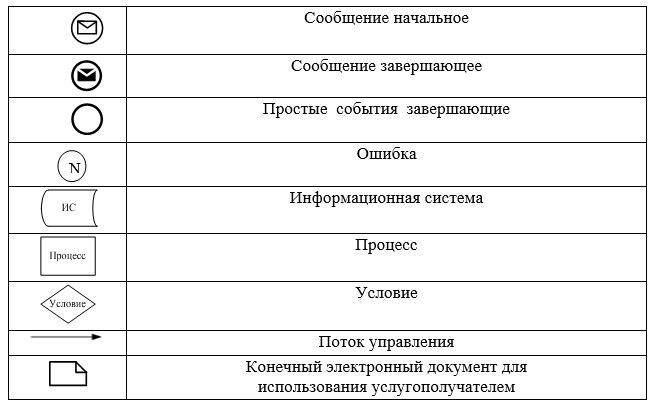 Сообщение начальное
Сообщение завершающее
Простые события завершающие
N
Ошибка
ИС
Информационная система
Процесс
Процесс
Условие
Условие
Поток управления
Конечный электронный документ для
использования услугополучателем